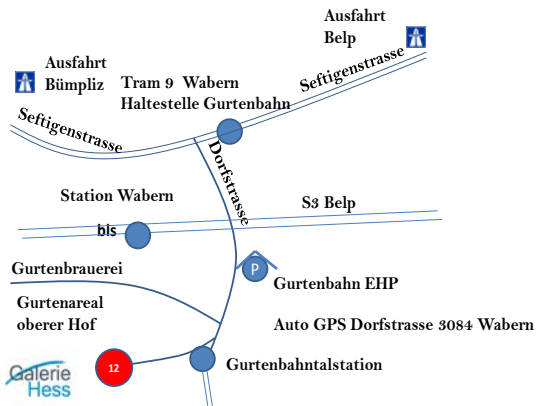 Ausfahrt
Belp
Ausfahrt
Bümpliz
Tram 9 Wabern
Haltestelle Gurtenbahn
Seftigenstrasse
Seftigenstrasse
Dorfstrasse
Station Wabern
S3 Belp
bis
P
Gurtenbrauerei
Gurtenbahn EHP
Gurtenareal
oberer Hof
Auto GPS Dorfstrasse 3084 Wabern
Gurtenbahntalstation
12
Galerie
Hess